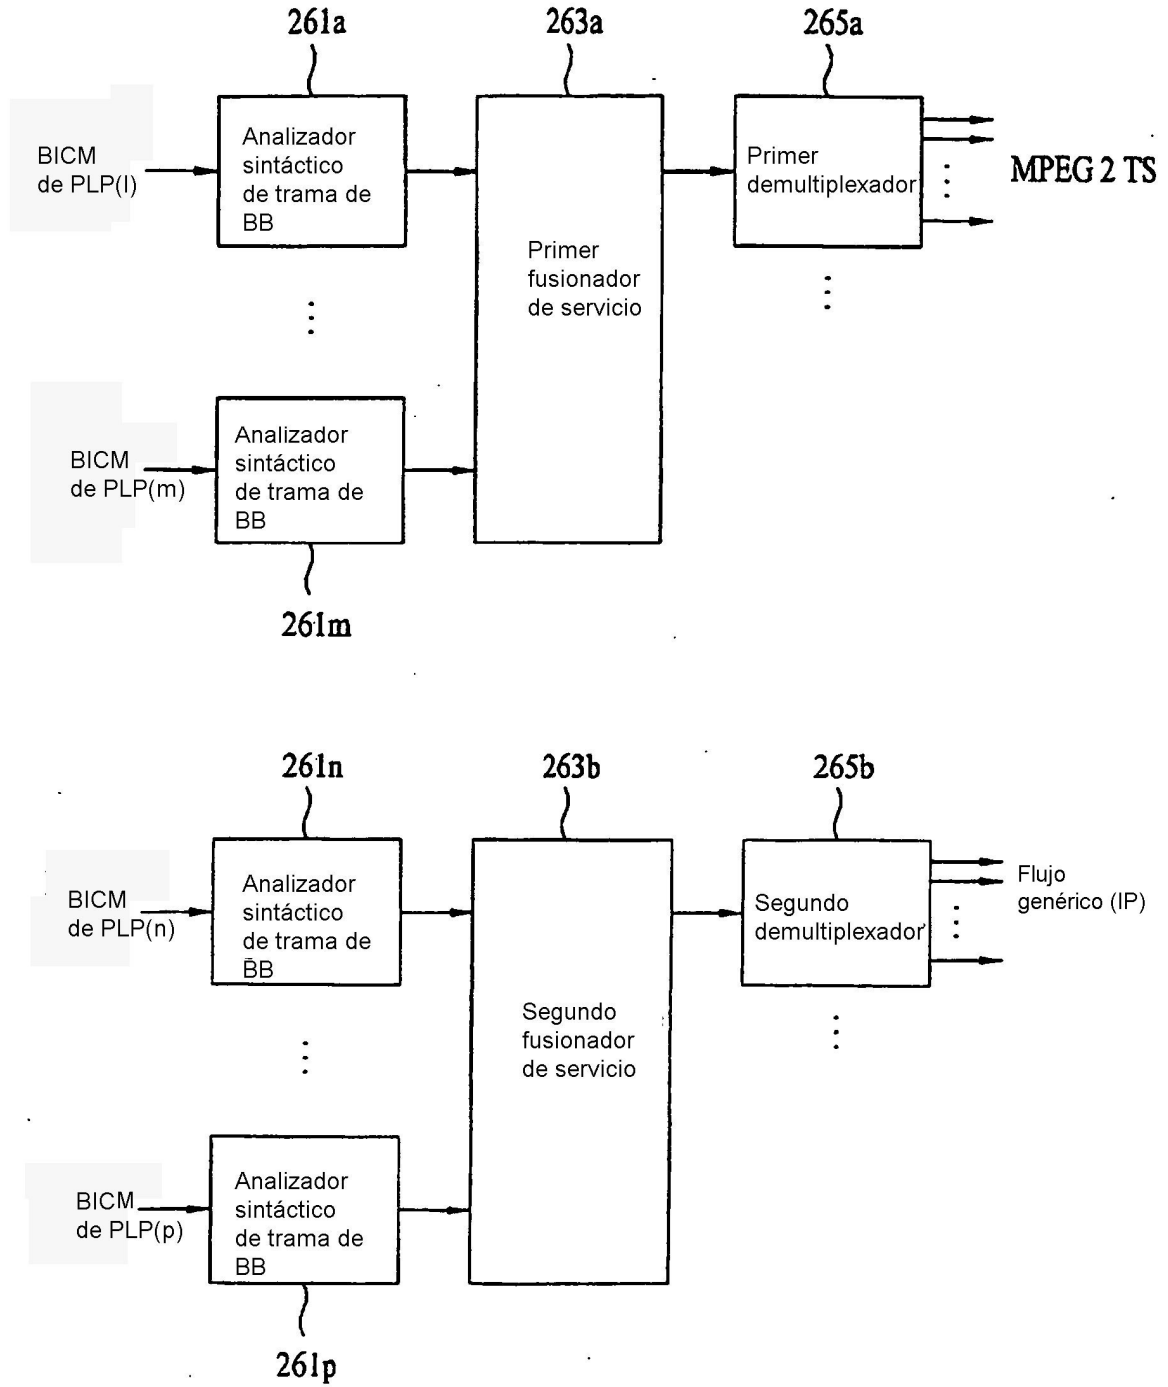 261a
263a
265a
BICM
de PLP(l)
Analizador
sintáctico
de trama de
BB
Primer
fusionador
de servicio
Primer
demultiplexador
MPEG 2 TS
BICM
de PLP(m)
Analizador
sintáctico
de trama de
BB
261m
261n
263b
265b
BICM
de PLP(n)
Analizador
sintáctico
de trama de
BB
Segundo
fusionador
de servicio
Segundo
demultiplexador
Flujo
genérico (IP)
BICM
de PLP(p)
Analizador
sintáctico
de trama de
BB
261p